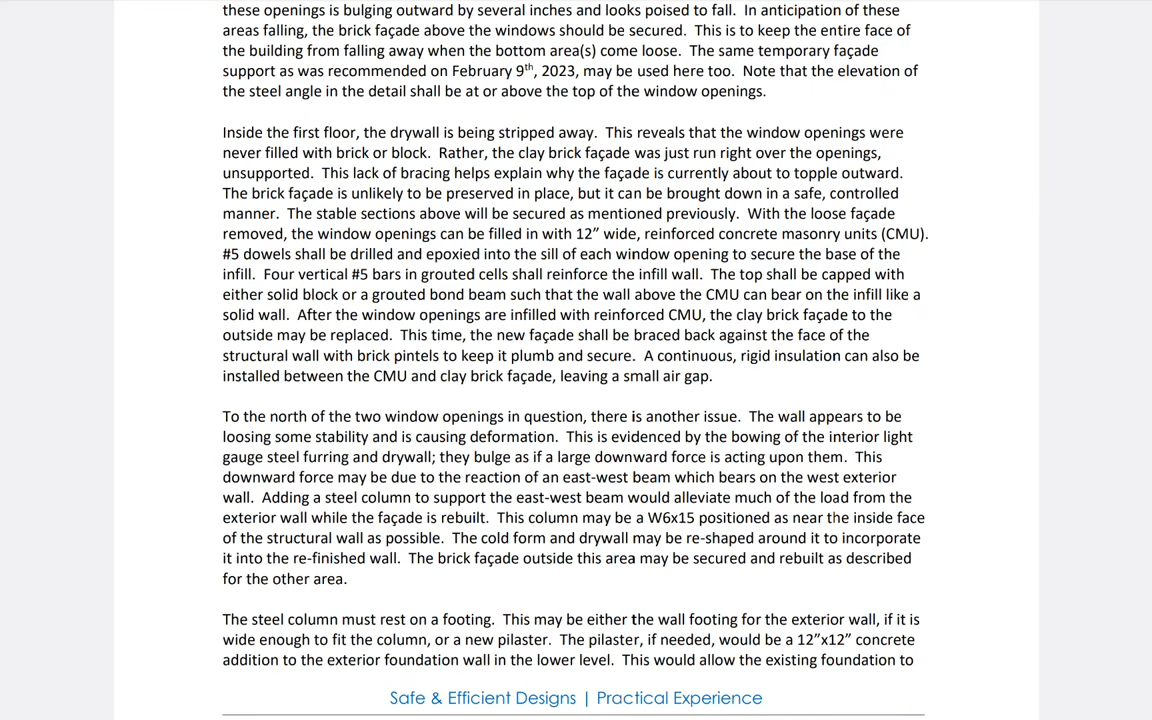 these openings is bulging outward by several inches and looks poised to fall.  In anticipation of these
areas falling, the brick façade above the windows should be secured.  This is to keep the entire face of
the building from falling away when the bottom area(s) come loose.  The same temporary façade
support as was recommended on February 9th, 2023, may be used here too.  Note that the elevation of
the steel angle in the detail shall be at or above the top of the window openings.
Inside the first floor, the drywall is being stripped away.  This reveals that the window openings were
never filled with brick or block.  Rather, the clay brick façade was just run right over the openings,
unsupported.  This lack of bracing helps explain why the façade is currently about to topple outward.
The brick façade is unlikely to be preserved in place, but it can be brought down in a safe, controlled
manner.  The stable sections above will be secured as mentioned previously.  With the loose façade
removed, the window openings can be filled in with 12” wide, reinforced concrete masonry units (CMU).
#5 dowels shall be drilled and epoxied into the sill of each window opening to secure the base of the
infill.  Four vertical #5 bars in grouted cells shall reinforce the infill wall.  The top shall be capped with
either solid block or a grouted bond beam such that the wall above the CMU can bear on the infill like a
solid wall.  After the window openings are infilled with reinforced CMU, the clay brick façade to the
outside may be replaced.  This time, the new façade shall be braced back against the face of the
structural wall with brick pintels to keep it plumb and secure.  A continuous, rigid insulation can also be
installed between the CMU and clay brick façade, leaving a small air gap.
To the north of the two window openings in question, there is another issue.  The wall appears to be
loosing some stability and is causing deformation.  This is evidenced by the bowing of the interior light
gauge steel furring and drywall; they bulge as if a large downward force is acting upon them.  This
downward force may be due to the reaction of an east-west beam which bears on the west exterior
wall.  Adding a steel column to support the east-west beam would alleviate much of the load from the
exterior wall while the façade is rebuilt.  This column may be a W6x15 positioned as near the inside face
of the structural wall as possible.  The cold form and drywall may be re-shaped around it to incorporate
it into the re-finished wall.  The brick façade outside this area may be secured and rebuilt as described
for the other area.
The steel column must rest on a footing.  This may be either the wall footing for the exterior wall, if it is
wide enough to fit the column, or a new pilaster.  The pilaster, if needed, would be a 12”x12” concrete
addition to the exterior foundation wall in the lower level.  This would allow the existing foundation to
Safe & Efficient Designs | Practical Experience